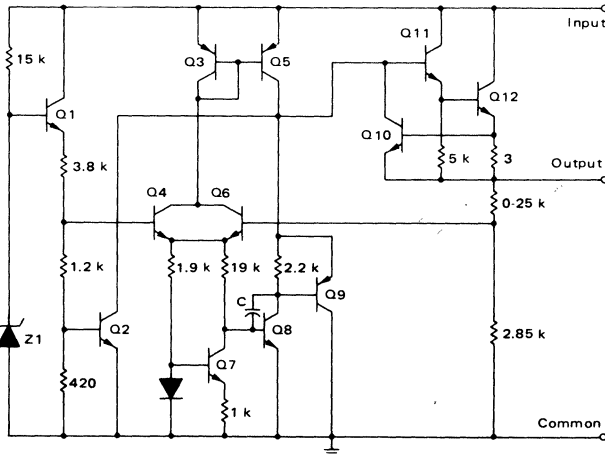 Input
15 k
Q1
Q3
Q5
Q11
Q12
Q10
3.8 k
5 k
3
Output
Q4
Q6
0-25 k
1.2 k
Q2
1.9 k
19 k
2.2 k
Q9
C
Q8
Z1
Q7
2.85 k
420
1 k
Common